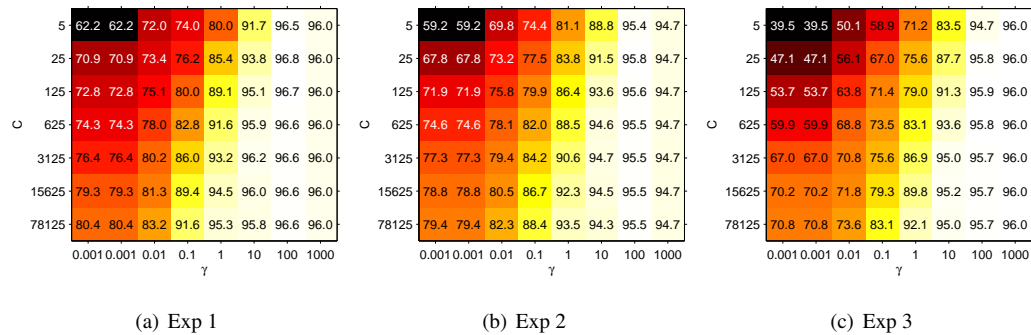 5 62.2 62.2 72.0 74.0 80.0 91.7 96.5 96.0
25 70.9 70.9 73.4 76.2 85.4 93.8 96.8 96.0
125 72.8 72.8 75.1 80.0 89.1 95.1 96.7 96.0
C
625 74.3 74.3 78.0 82.8 91.6 95.9 96.6 96.0
3125 76.4 76.4 80.2 86.0 93.2 96.2 96.6 96.0
15625 79.3 79.3 81.3 89.4 94.5 96.0 96.6 96.0
78125 80.4 80.4 83.2 91.6 95.3 95.8 96.6 96.0
0.001 0.001 0.01 0.1 1 10 100 1000
γ
(a) Exp 1
5 59.2 59.2 69.8 74.4 81.1 88.8 95.4 94.7
25 67.8 67.8 73.2 77.5 83.8 91.5 95.8 94.7
125 71.9 71.9 75.8 79.9 86.4 93.6 95.6 94.7
C
625 74.6 74.6 78.1 82.0 88.5 94.6 95.5 94.7
3125 77.3 77.3 79.4 84.2 90.6 94.7 95.5 94.7
15625 78.8 78.8 80.5 86.7 92.3 94.5 95.5 94.7
78125 79.4 79.4 82.3 88.4 93.5 94.3 95.5 94.7
0.001 0.001 0.01 0.1 1 10 100 1000
γ
(b) Exp 2
5 39.5 39.5 50.1 58.9 71.2 83.5 94.7 96.0
25 47.1 47.1 56.1 67.0 75.6 87.7 95.8 96.0
125 53.7 53.7 63.8 71.4 79.0 91.3 95.9 96.0
C
625 59.9 59.9 68.8 73.5 83.1 93.6 95.8 96.0
3125 67.0 67.0 70.8 75.6 86.9 95.0 95.7 96.0
15625 70.2 70.2 71.8 79.3 89.8 95.2 95.7 96.0
78125 70.8 70.8 73.6 83.1 92.1 95.0 95.7 96.0
0.001 0.001 0.01 0.1 1 10 100 1000
γ
(c) Exp 3